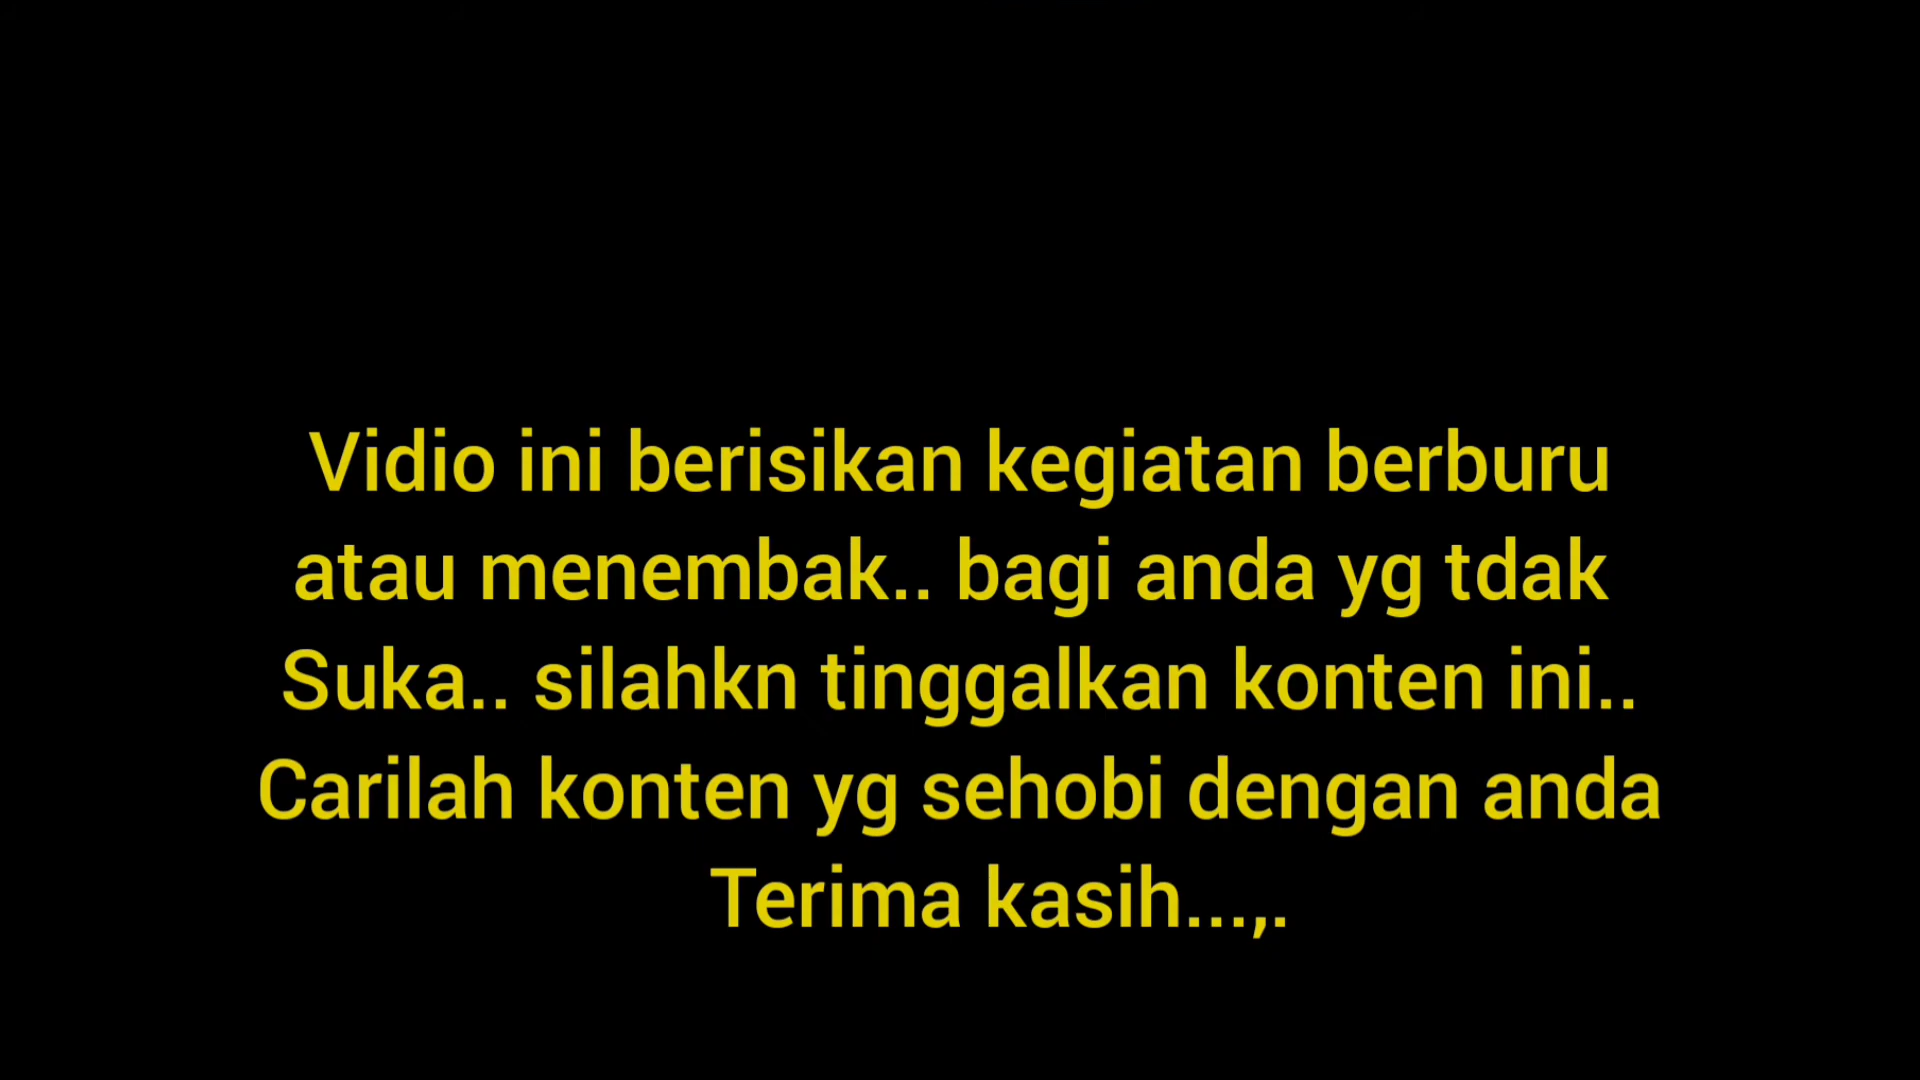 Vidio ini berisikan kegiatan berburu
atau menembak.. bagi anda yg tdak
Suka.. silahkn tinggalkan konten ini..
Carilah konten yg sehobi dengan anda
Terima kasih...,.